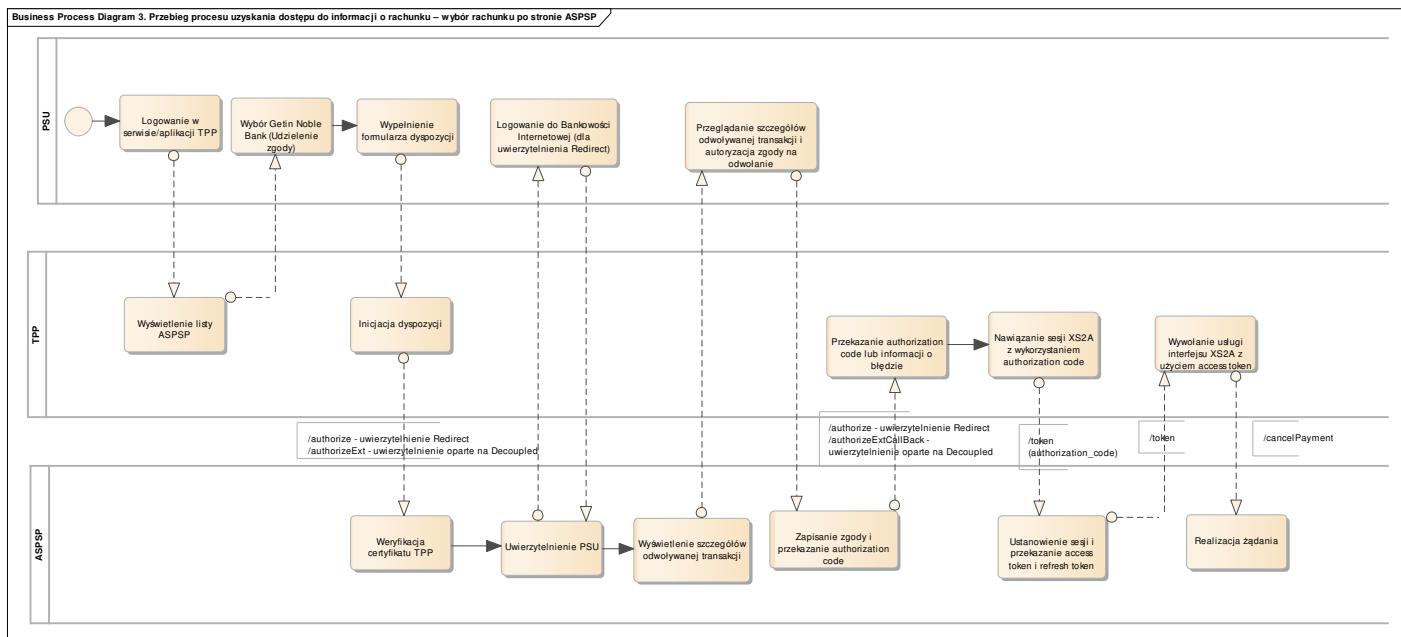 Business Process Diagram 3. Przebieg procesu uzyskania dostępu do informacji o rachunku – wybór rachunku po stronie ASPSP
PSU
Logowanie w
serwisie/aplikacji TPP
Wybór Getin Noble
Bank (Udzielenie
zgody)
Wypełnienie
formularza dyspozycji
Logowanie do Bankowości
Internetowej (dla
uwierzytelnienia Redirect)
Przeglądanie szczegółów
odwoływanej transakcji i
autoryzacja zgody na
odwołanie
TPP
Wyświetlenie listy
ASPSP
Inicjacja dyspozycji
Przekazanie authorization
code lub informacji o
błędzie
Nawiązanie sesji XS2A
z wykorzystaniem
authorization code
Wywołanie usługi
interfejsu XS2A z
użyciem access token
/authorize - uwierzytelnienie Redirect
/authorizeExt - uwierzytelnienie oparte na Decoupled
/authorize - uwierzytelnienie Redirect
/authorizeExtCallBack -
uwierzytelnienie oparte na Decoupled
/token
(authorization_code)
/token
/cancelPayment
ASPSP
Weryfikacja
certyfikatu TPP
Uwierzytelnienie PSU
Wyświetlenie szczegółów
odwoływanej transakcji
Zapisanie zgody i
przekazanie authorization
code
Ustanowienie sesji i
przekazanie access
token i refresh token
Realizacja żądania